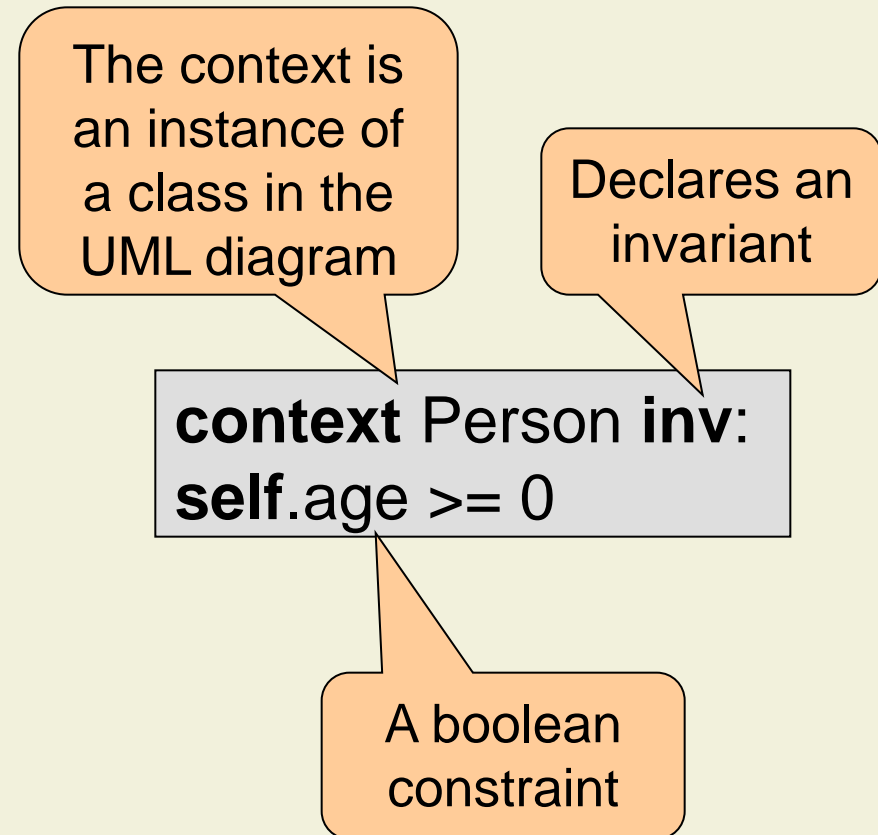 The context is
an instance of
a class in the
UML diagram
Declares an
invariant
context Person inv:
self.age >= 0
A boolean
constraint